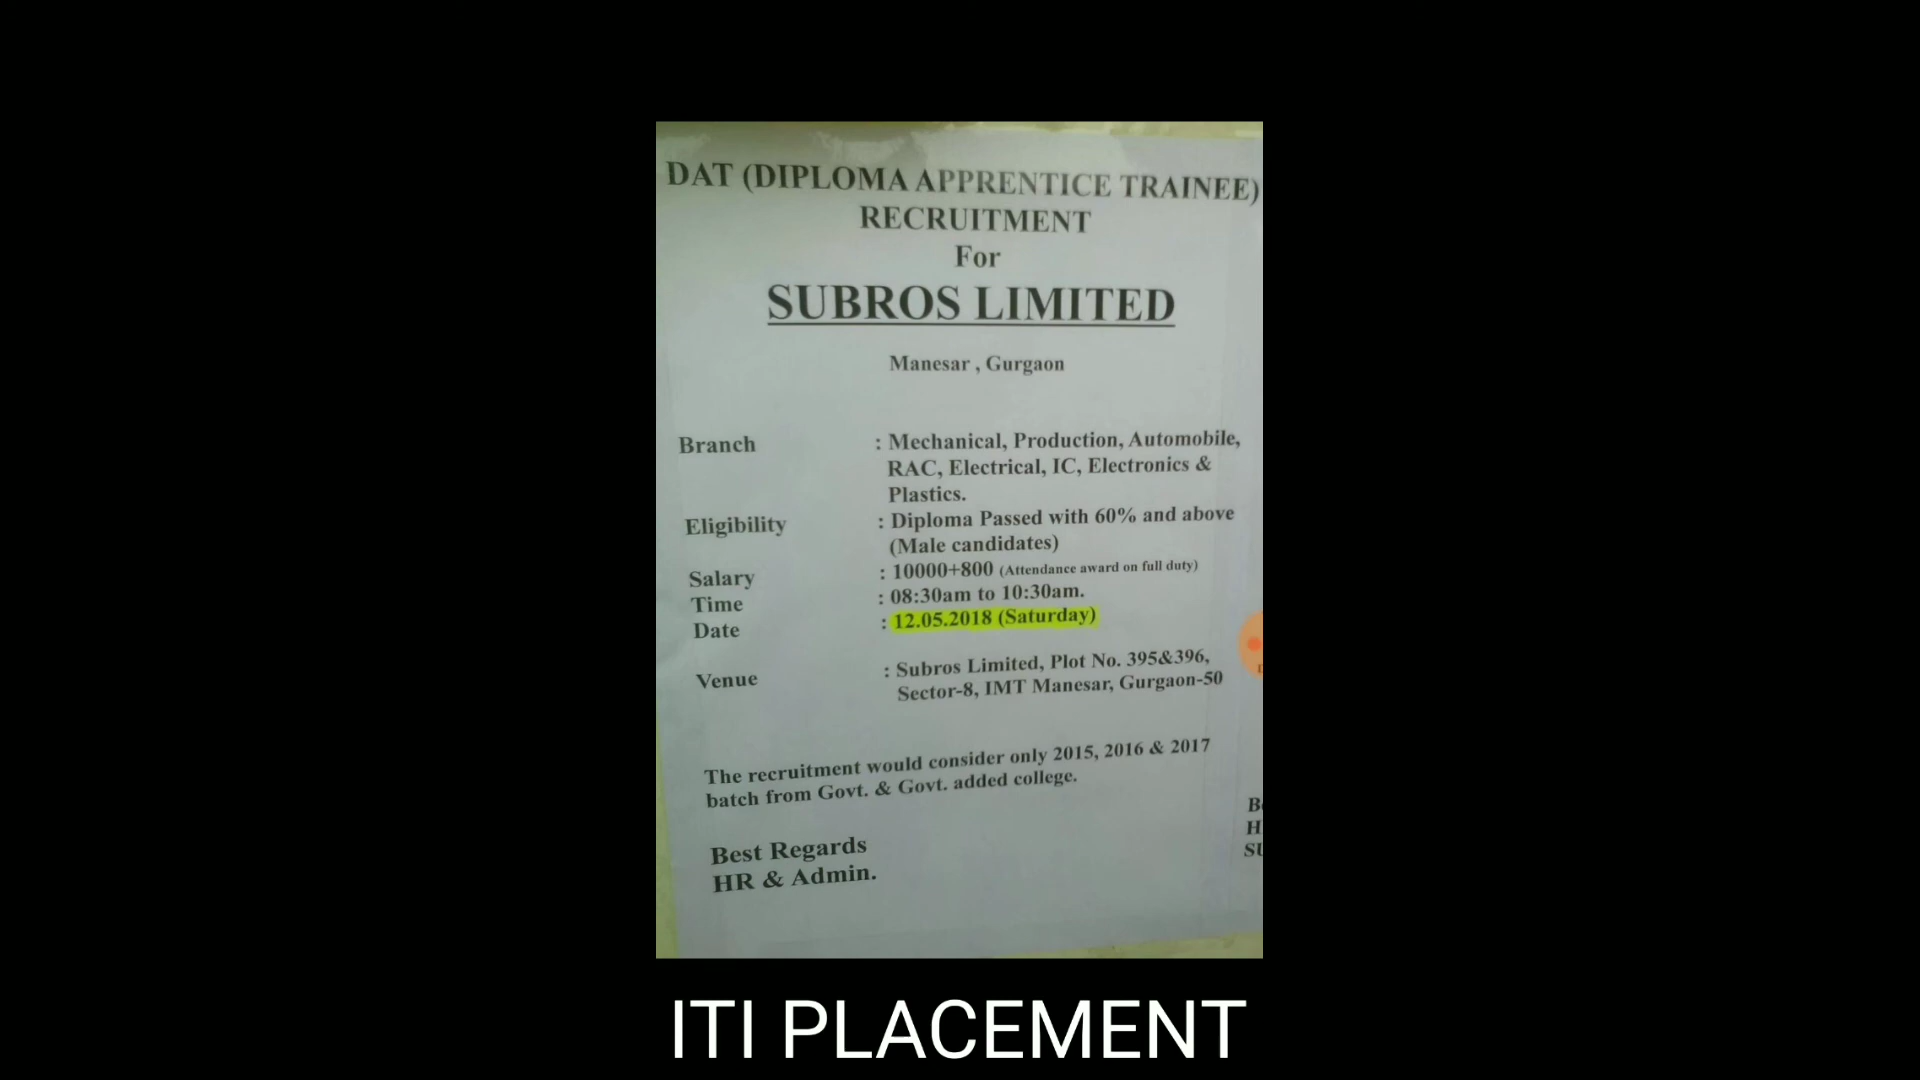 DAT (DIPLOMA APPRENTICE TRAINEE)
RECRUITMENT
For
SUBROS LIMITED
Manesar , Gurgaon
Branch : Mechanical, Production, Automobile,
RAC, Electrical, IC, Electronics &
Plastics.
Eligibility : Diploma Passed with 60% and above
(Male candidates)
Salary : 10000+800 (Attendance award on full duty)
Time : 08:30am to 10:30am.
Date : 12.05.2018 (Saturday)
Venue : Subros Limited, Plot No. 395&396,
Sector-8, IMT Manesar, Gurgaon-50
The recruitment would consider only 2015, 2016 & 2017
batch from Govt. & Govt. added college.
Best Regards
HR & Admin.
ITI PLACEMENT